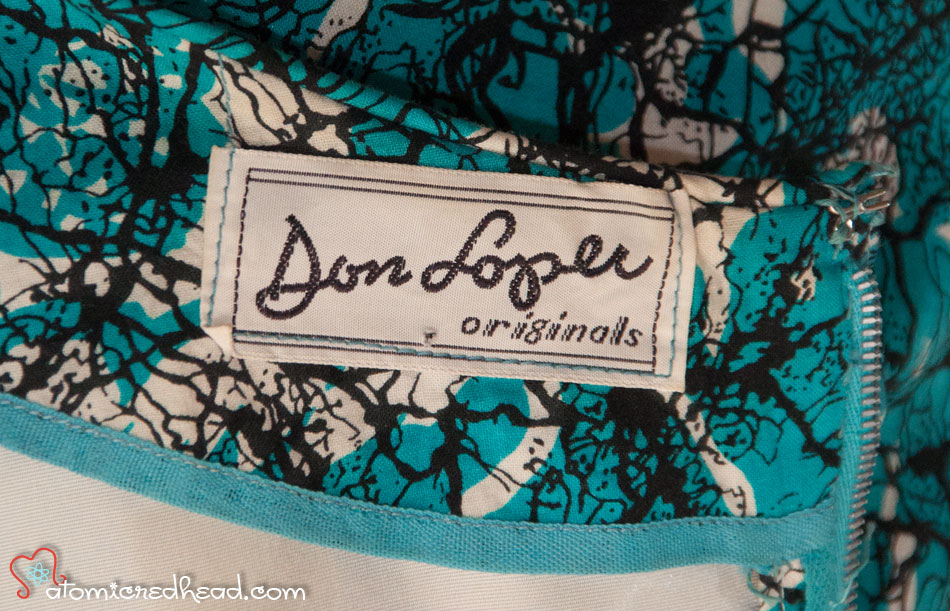 Don Loper
originals
atomicredhead.com